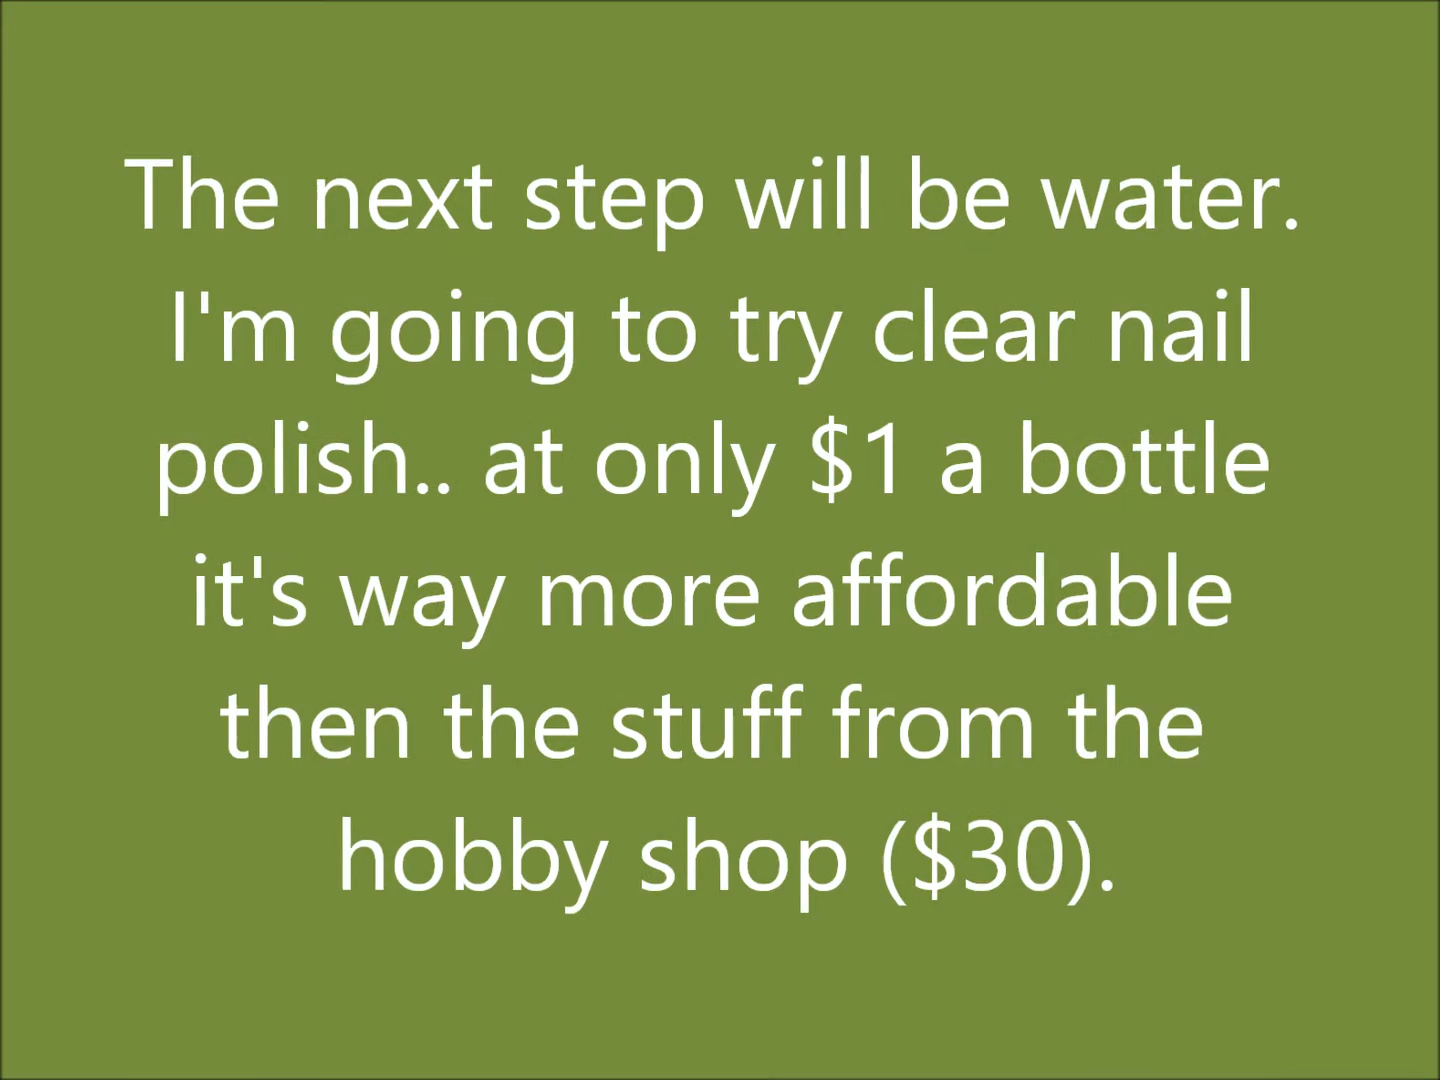 The next step will be water.
I'm going to try clear nail
polish.. at only $1 a bottle
it's way more affordable
then the stuff from the
hobby shop ($30).